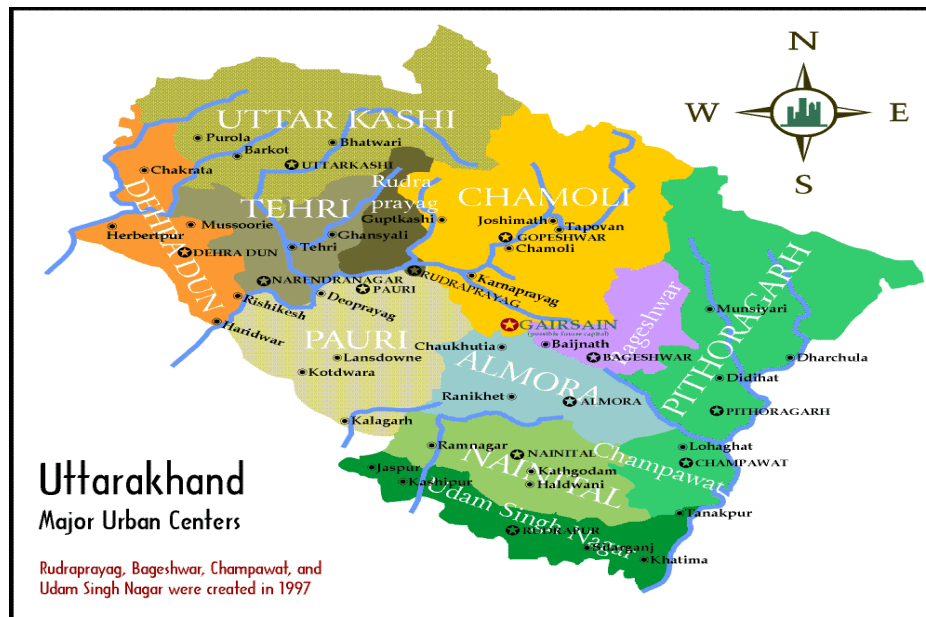 N
W
E
S
UTTAR KASHI
Purola
Barkot
Bhatwari
UTTARKASHI
Chakrata
DEHRADUN
Rudra
prayag
Guptkashi
CHAMOLI
Joshimath
Tapovan
GOPESHWAR
Chamoli
TEHRI
Mussoorie
Herbertpur
Ghansyali
Tehri
DEHRA DUN
NARENDRANAGAR
PAURI
RUDRAPRAYAG
Karnaprayag
Rishikesh
Deoprayag
Haridwar
GAIRSAIN
(possible future capital)
Bageshwar
Munsiyari
PITHORAGARH
PAURI
Chaukhutia
Baijnath
BAGESHWAR
Dharchula
Lansdowne
Kotdwara
ALMORA
Didihat
Ranikhet
ALMORA
PITHORAGARH
Kalagarh
Ramnagar
NAINITAL
NAINITAL
Kathgodam
Haldwani
Champawat
Lohaghat
CHAMPAWAT
Jaspur
Kashipur
Udam Singh Nagar
Tanakpur
RUDRAPUR
Sitarganj
Khatima
Uttarakhand
Major Urban Centers
Rudraprayag, Bageshwar, Champawat, and
Udam Singh Nagar were created in 1997